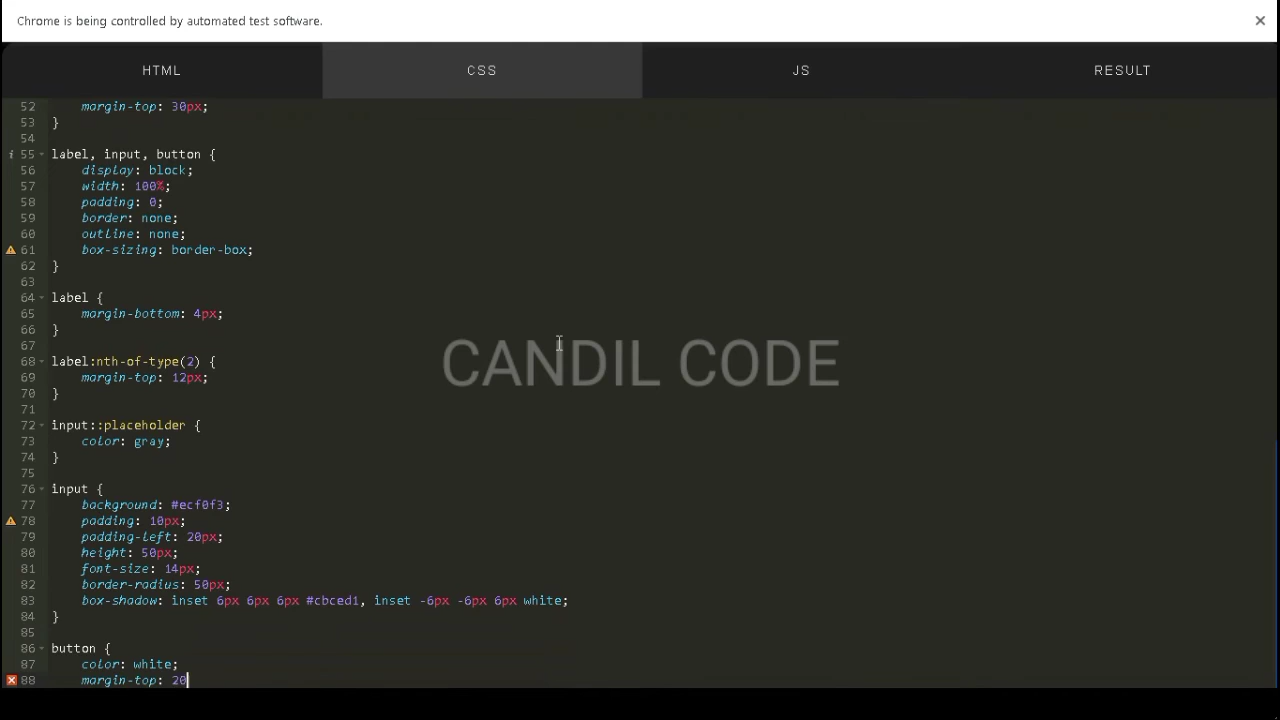 Chrome is being controlled by automated test software.
HTML CSS JS RESULT
52 margin-top: 30px;
53 }
54
55 label, input, button {
56 display: block;
57 width: 100%;
58 padding: 0;
59 border: none;
60 outline: none;
61 box-sizing: border-box;
62 }
63
64 label {
65 margin-bottom: 4px;
66 }
67
68 label:nth-of-type(2) {
69 margin-top: 12px;
70 }
71
72 input::placeholder {
73 color: gray;
74 }
75
76 input {
77 background: #ecf0f3;
78 padding: 10px;
79 padding-left: 20px;
80 height: 50px;
81 font-size: 14px;
82 border-radius: 50px;
83 box-shadow: inset 6px 6px 6px #cbced1, inset -6px -6px 6px white;
84 }
85
86 button {
87 color: white;
88 margin-top: 20
CANDIL CODE